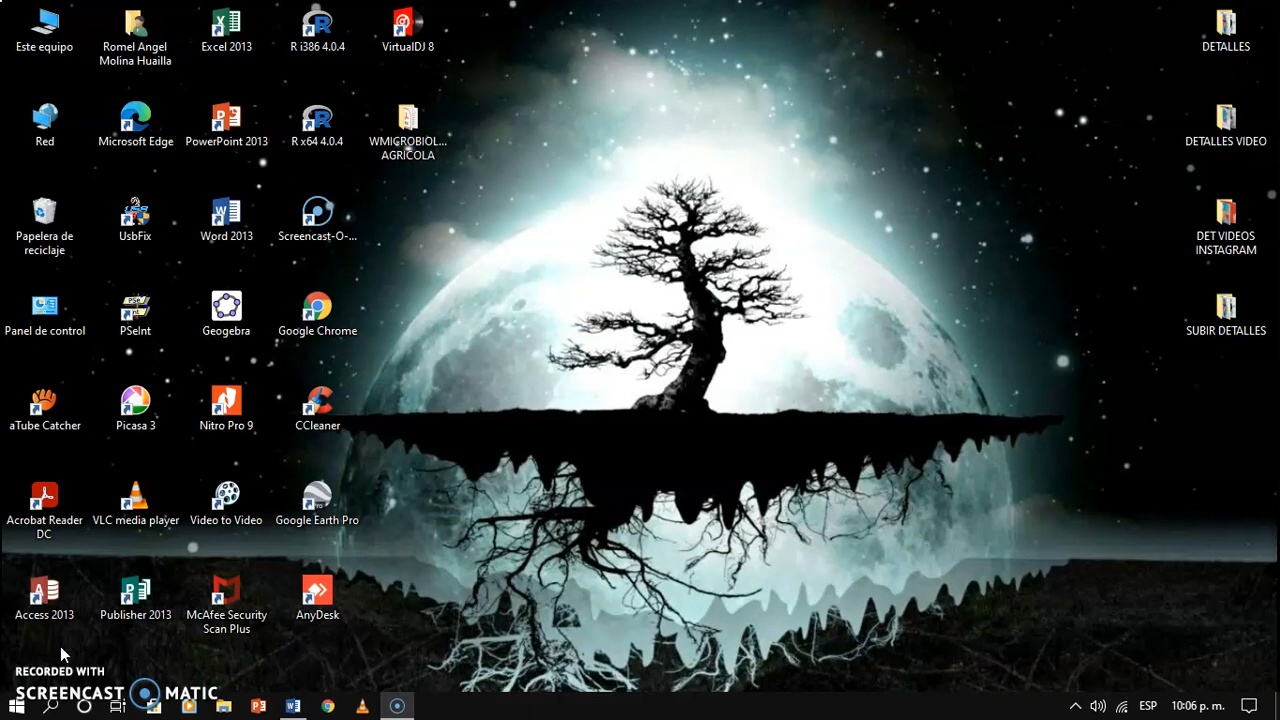 Este equipo
Romel Angel
Molina Huailla
Excel 2013
R i386 4.0.4
VirtualDJ 8
DETALLES
Red
Microsoft Edge
PowerPoint 2013
R x64 4.0.4
WMICROBIOL...
AGRÍCOLA
DETALLES VIDEO
Papelera de
reciclaje
UsbFix
Word 2013
Screencast-O-...
DET VIDEOS
INSTAGRAM
Panel de control
PSeInt
Geogebra
Google Chrome
SUBIR DETALLES
aTube Catcher
Picasa 3
Nitro Pro 9
CCleaner
Acrobat Reader
DC
VLC media player
Video to Video
Google Earth Pro
Access 2013
Publisher 2013
McAfee Security
Scan Plus
AnyDesk
RECORDED WITH
SCREENCAST MATIC
ESP
10:06 p. m.